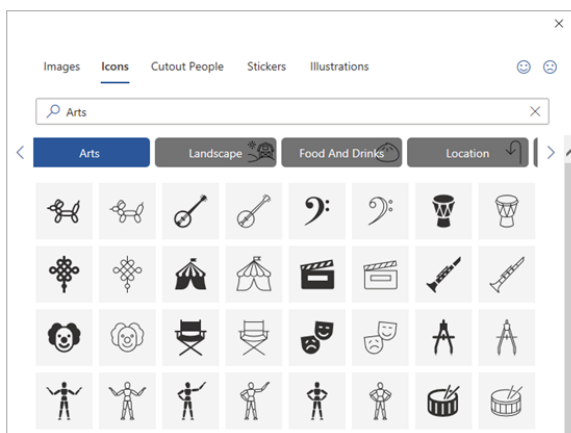 Images Icons Cutout People Stickers Illustrations
Arts
Arts Landscape Food And Drinks Location